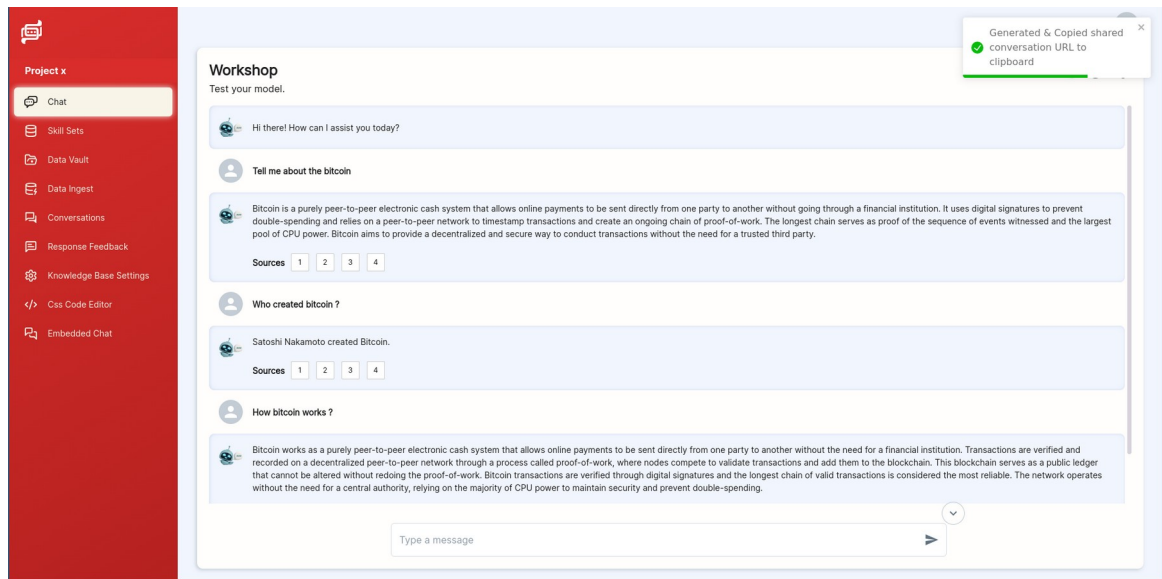 Project x
Chat
Skill Sets
Data Vault
Data Ingest
Conversations
Response Feedback
Knowledge Base Settings
Css Code Editor
Embedded Chat
Generated & Copied shared
conversation URL to
clipboard
Workshop
Test your model.
Hi there! How can I assist you today?
Tell me about the bitcoin
Bitcoin is a purely peer-to-peer electronic cash system that allows online payments to be sent directly from one party to another without going through a financial institution. It uses digital signatures to prevent
double-spending and relies on a peer-to-peer network to timestamp transactions and create an ongoing chain of proof-of-work. The longest chain serves as proof of the sequence of events witnessed and the largest
pool of CPU power. Bitcoin aims to provide a decentralized and secure way to conduct transactions without the need for a trusted third party.
Sources 1 2 3 4
Who created bitcoin ?
Satoshi Nakamoto created Bitcoin.
Sources 1 2 3 4
How bitcoin works ?
Bitcoin works as a purely peer-to-peer electronic cash system that allows online payments to be sent directly from one party to another without the need for a financial institution. Transactions are verified and
recorded on a decentralized peer-to-peer network through a process called proof-of-work, where nodes compete to validate transactions and add them to the blockchain. This blockchain serves as a public ledger
that cannot be altered without redoing the proof-of-work. Bitcoin transactions are verified through digital signatures and the longest chain of valid transactions is considered the most reliable. The network operates
without the need for a central authority, relying on the majority of CPU power to maintain security and prevent double-spending.
Type a message